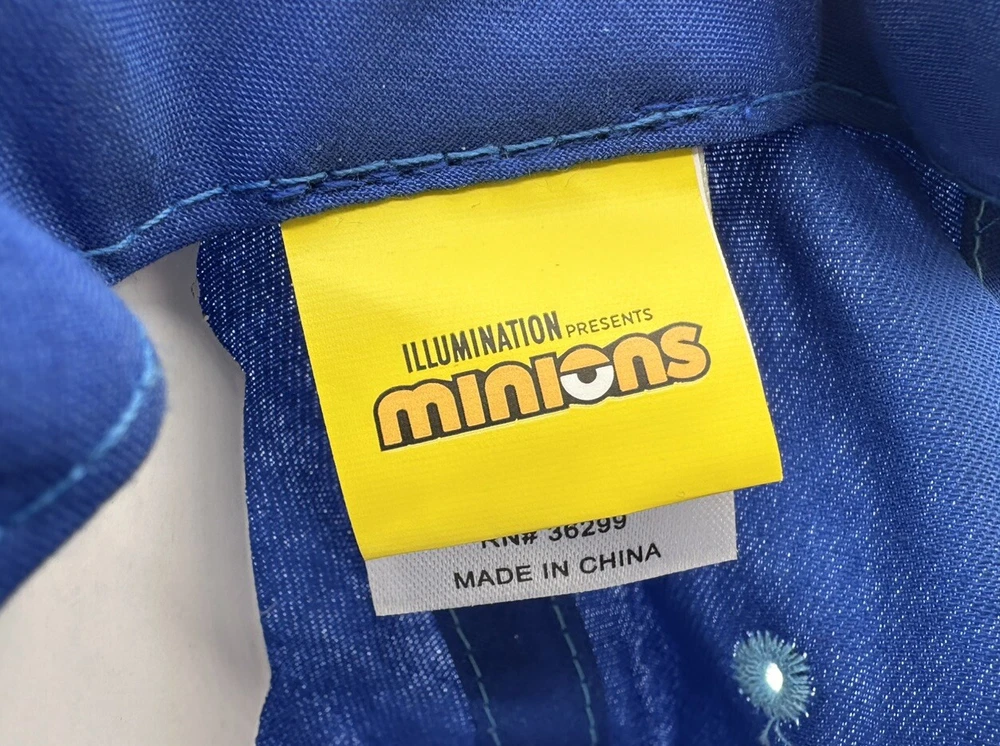 ILLUMINATION PRESENTS
minions
RN# 36299
MADE IN CHINA